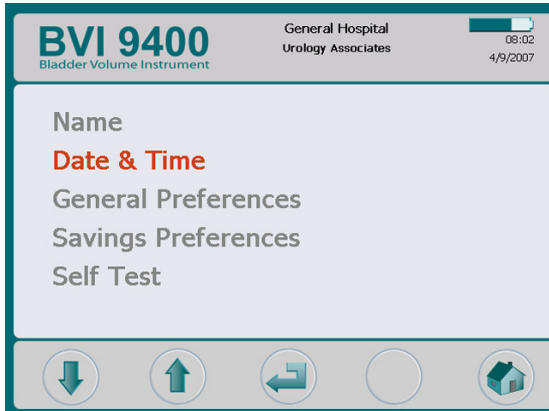 BVI 9400
Bladder Volume Instrument
General Hospital
Urology Associates
08:02
4/9/2007
Name
Date & Time
General Preferences
Savings Preferences
Self Test